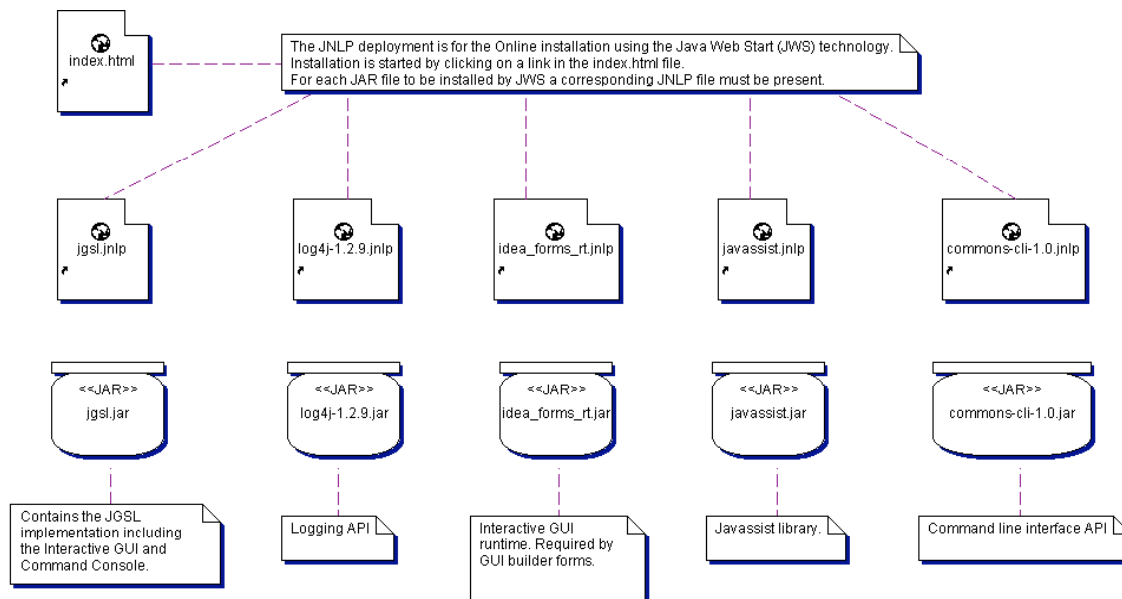 index.html
The JNLP deployment is for the Online installation using the Java Web Start (JWS) technology.
Installation is started by clicking on a link in the index.html file.
For each JAR file to be installed by JWS a corresponding JNLP file must be present.
jgsl.jnlp
log4j-1.2.9.jnlp
idea_forms_rt.jnlp
javassist.jnlp
commons-cli-1.0.jnlp
<<JAR>>
jgsl.jar
<<JAR>>
log4j-1.2.9.jar
<<JAR>>
idea_forms_rt.jar
<<JAR>>
javassist.jar
<<JAR>>
commons-cli-1.0.jar
Contains the JGSL
implementation including
the Interactive GUI and
Command Console.
Logging API
Interactive GUI
runtime. Required by
GUI builder forms.
Javassist library.
Command line interface API